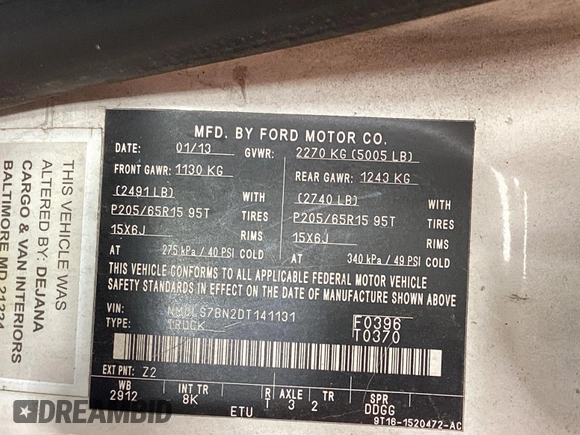 MFD. BY FORD MOTOR CO.
DATE: 01/13 GVWR: 2270 KG (5005 LB)
FRONT GAWR: 1130 KG REAR GAWR: 1243 KG
(2491 LB) WITH (2740 LB) WITH
P205/65R15 95T TIRES P205/65R15 95T TIRES
15X6J RIMS 15X6J RIMS
AT 275 kPa / 40 PSI COLD AT 340 kPa / 49 PSI COLD
THIS VEHICLE CONFORMS TO ALL APPLICABLE FEDERAL MOTOR VEHICLE
SAFETY STANDARDS IN EFFECT ON THE DATE OF MANUFACTURE SHOWN ABOVE.
VIN: NM0LS7BN2DT141131 F0396
TYPE: TRUCK T0370
EXT PNT: Z2
WB INT TR R AXLE TR SPR
2912 8K T 3 2 DDGG
ETU 9T16-1520472-AC
THIS VEHICLE WAS
ALTERED BY: DEJANA
CARGO & VAN INTERIORS
BALTIMORE MD
DREAMBID